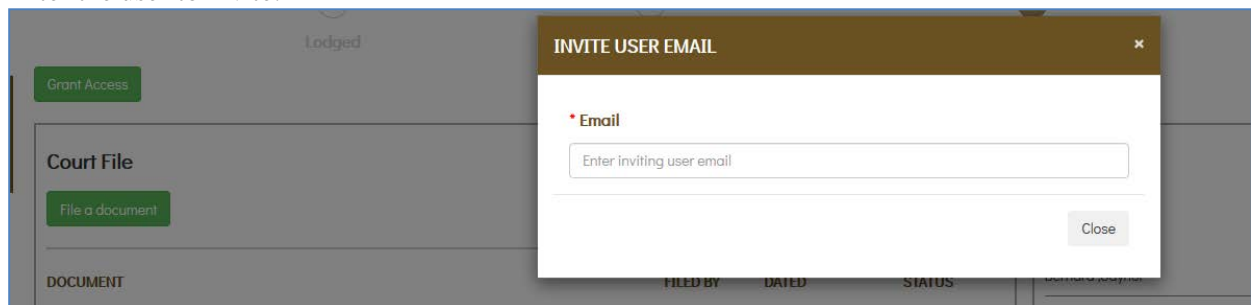 Lodged
INVITE USER EMAIL ×
Grant Access
* Email
Enter inviting user email
Court File
File a document
Close
DOCUMENT FILED BY DATED STATUS